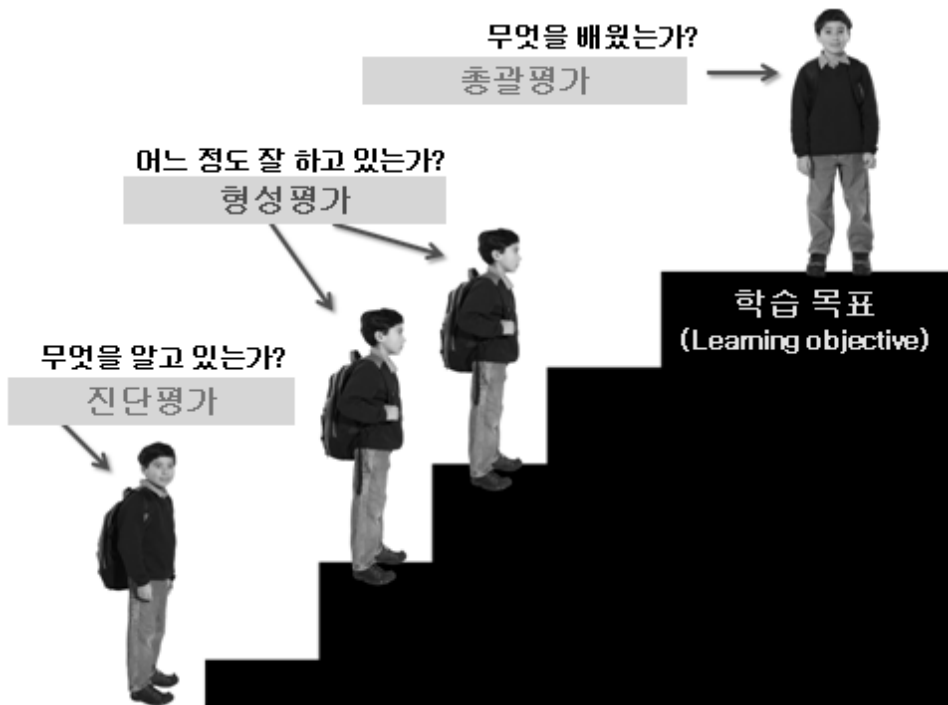 무엇을 배웠는가?
총괄평가
어느 정도 잘 하고 있는가?
형성평가
무엇을 알고 있는가?
진단평가
학습 목표
(Learning objective)